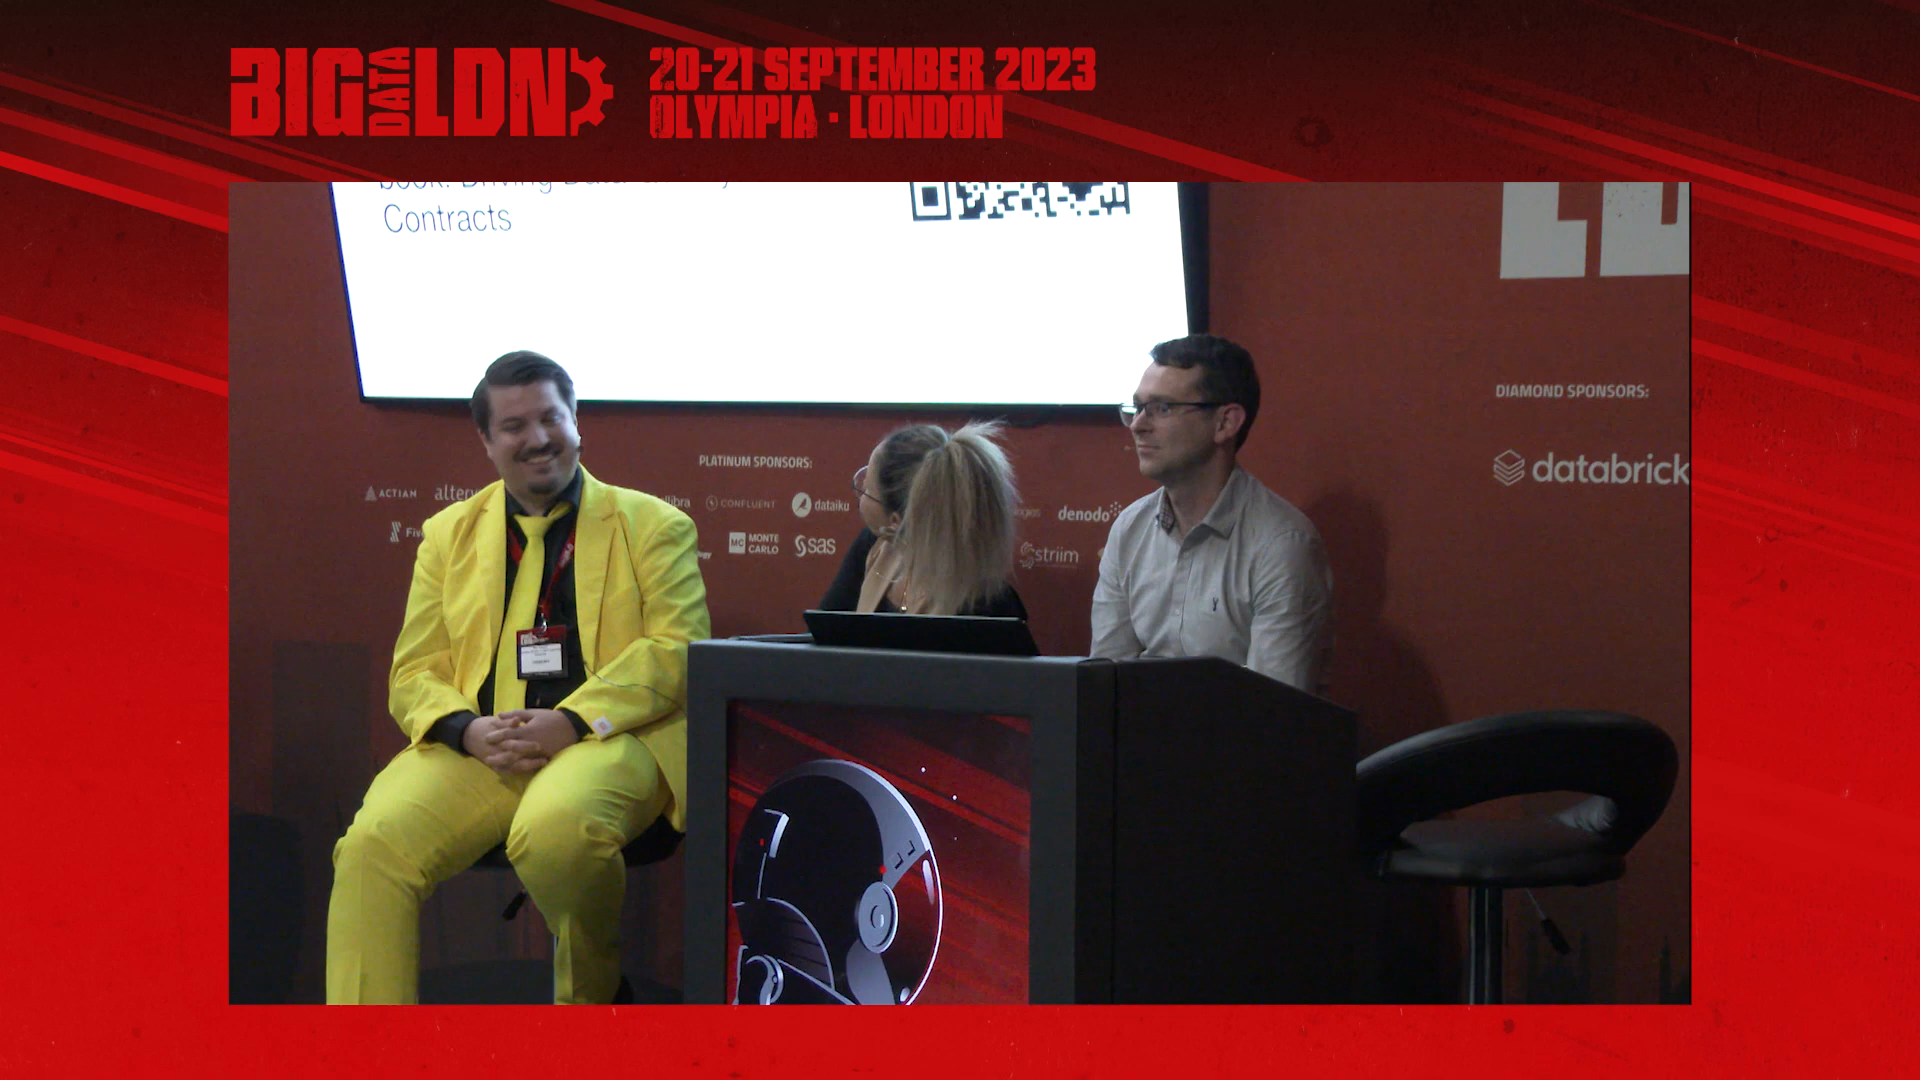 BIG DATA LDN
20-21 SEPTEMBER 2023
OLYMPIA · LONDON
Contracts
DIAMOND SPONSORS:
databrick
PLATINUM SPONSORS:
ACTIAN
CONFLUENT
dataiku
denodo
MONTE CARLO
MC
sas
striim